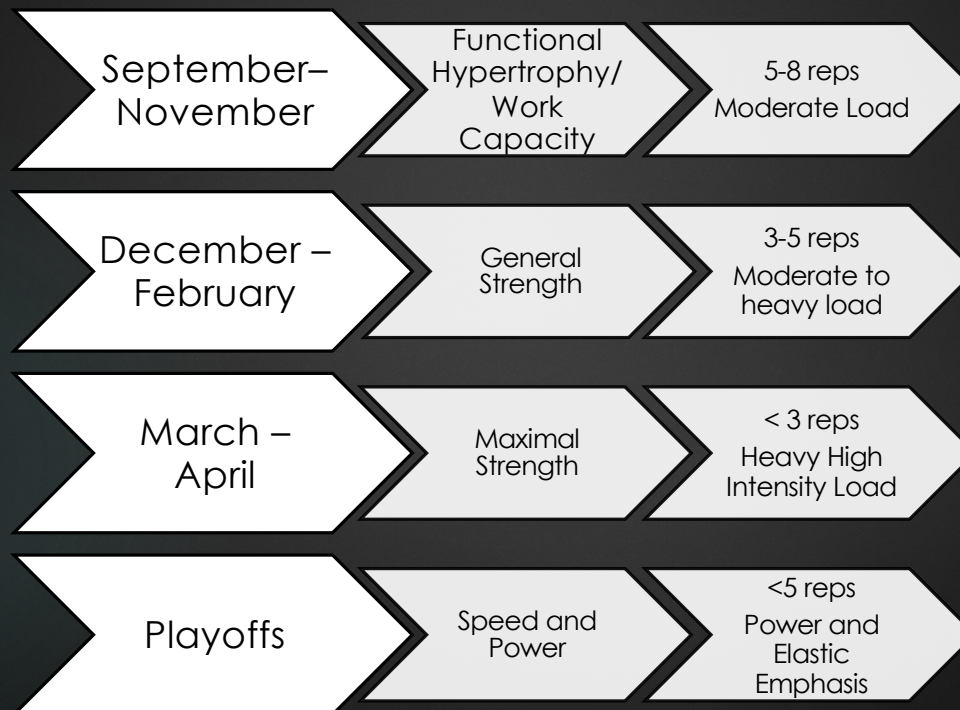 September–
November
Functional
Hypertrophy/
Work
Capacity
5-8 reps
Moderate Load
December –
February
General
Strength
3-5 reps
Moderate to
heavy load
March –
April
Maximal
Strength
< 3 reps
Heavy High
Intensity Load
Playoffs
Speed and
Power
<5 reps
Power and
Elastic
Emphasis